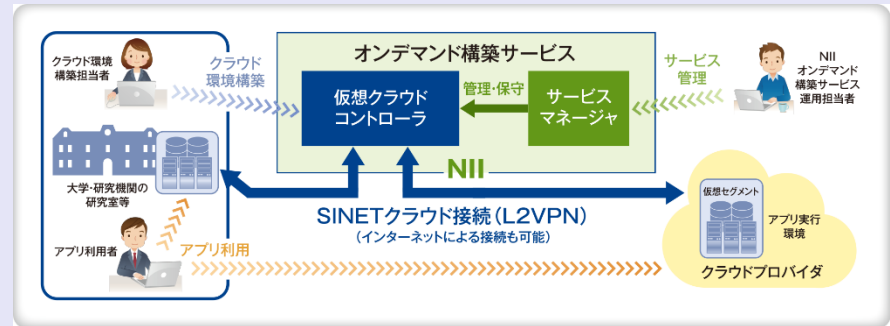 クラウド環境
構築担当者
クラウド
環境構築
オンデマンド構築サービス
仮想クラウド
コントローラ
管理・保守
サービス
マネージャ
サービス
管理
NII
オンデマンド
構築サービス
運用担当者
大学・研究機関の
研究室等
NII
SINETクラウド接続(L2VPN)
(インターネットによる接続も可能)
アプリ利用者
アプリ利用
仮想セグメント
アプリ実行
環境
クラウドプロバイダ